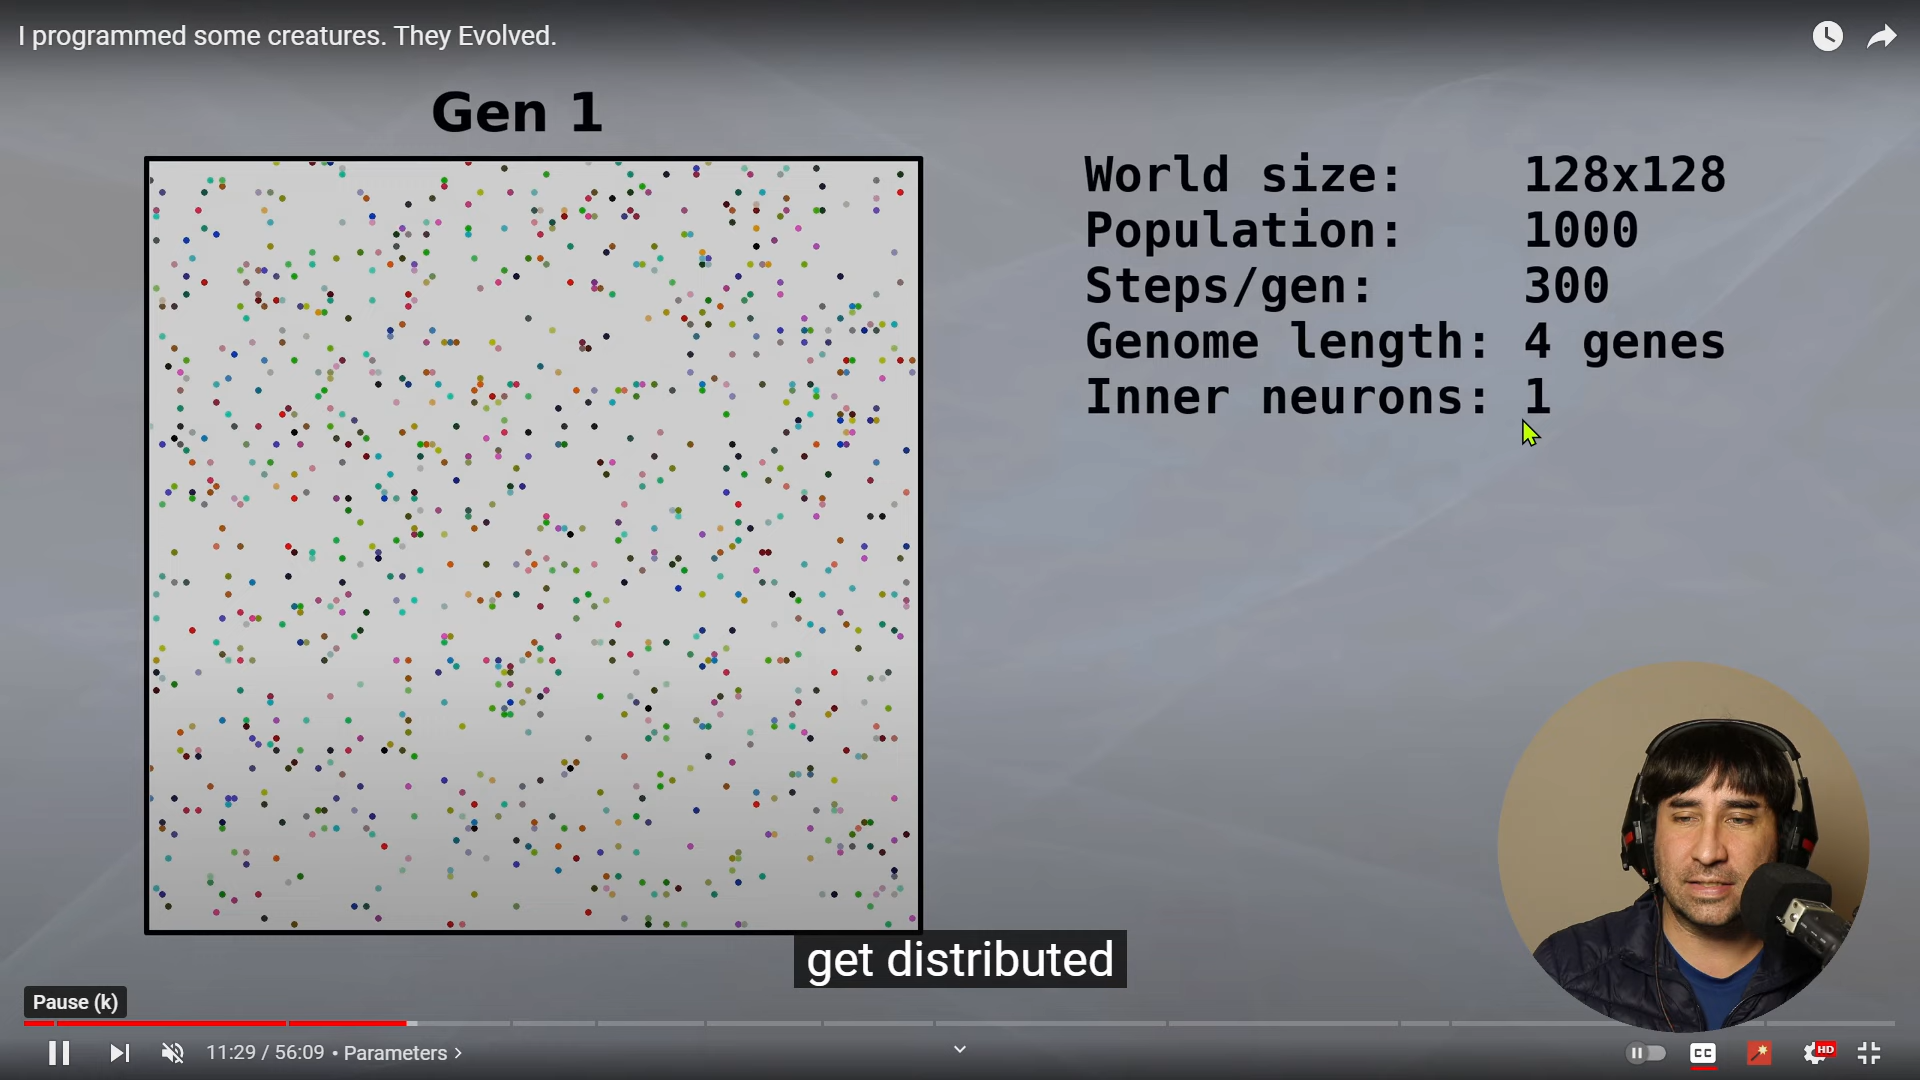 I programmed some creatures. They Evolved.
Gen 1
World size: 128x128
Population: 1000
Steps/gen: 300
Genome length: 4 genes
Inner neurons: 1
get distributed
Pause (k)
11:29 / 56:09 • Parameters
CC
HD